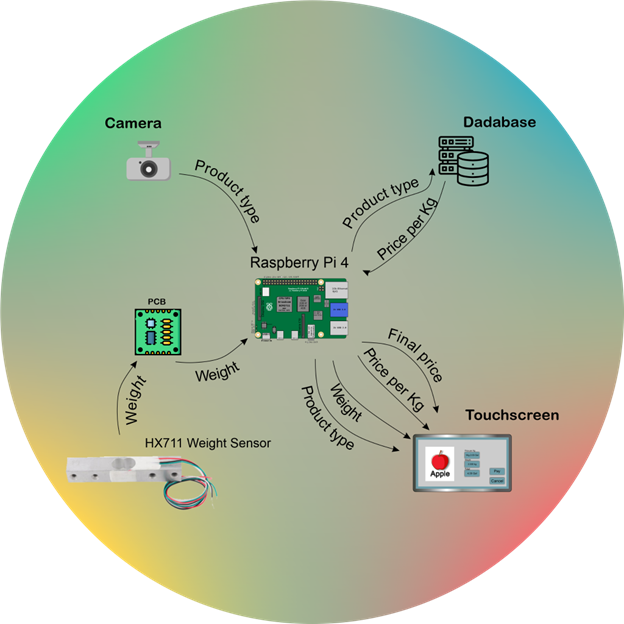 Camera
Dadabase
Product type
Product type
Price per Kg
Raspberry Pi 4
PCB
Weight
Weight
Final price
Price per Kg
Weight
Product type
HX711 Weight Sensor
Touchscreen
Apple
Pay
Cancel